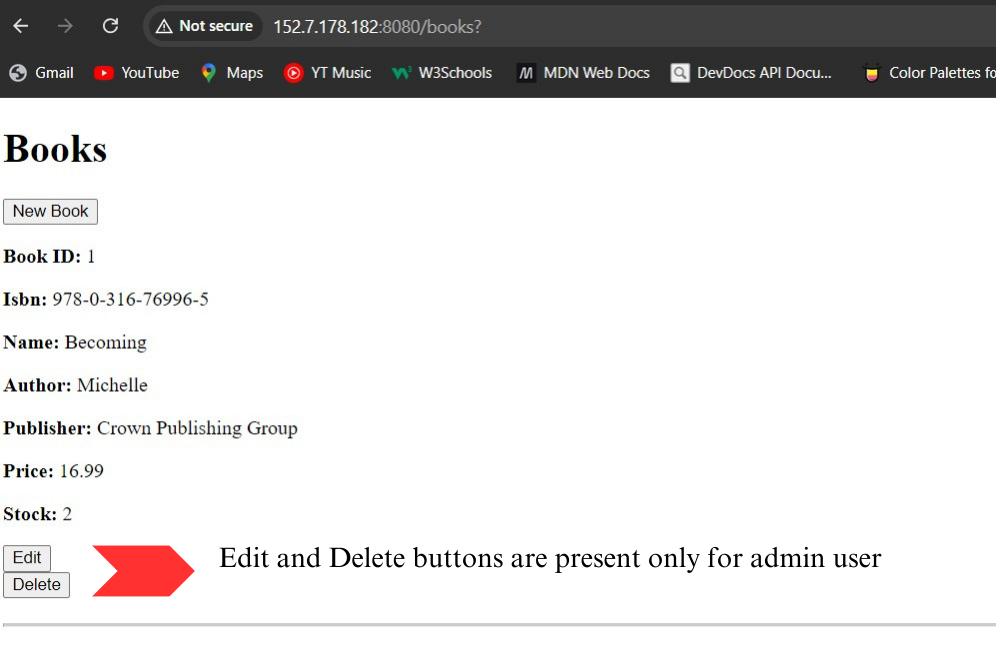 Not secure 152.7.178.182:8080/books?
Gmail YouTube Maps YT Music W3Schools MDN Web Docs DevDocs API Docu... Color Palettes fo
Books
New Book
Book ID: 1
Isbn: 978-0-316-76996-5
Name: Becoming
Author: Michelle
Publisher: Crown Publishing Group
Price: 16.99
Stock: 2
Edit
Edit and Delete buttons are present only for admin user
Delete